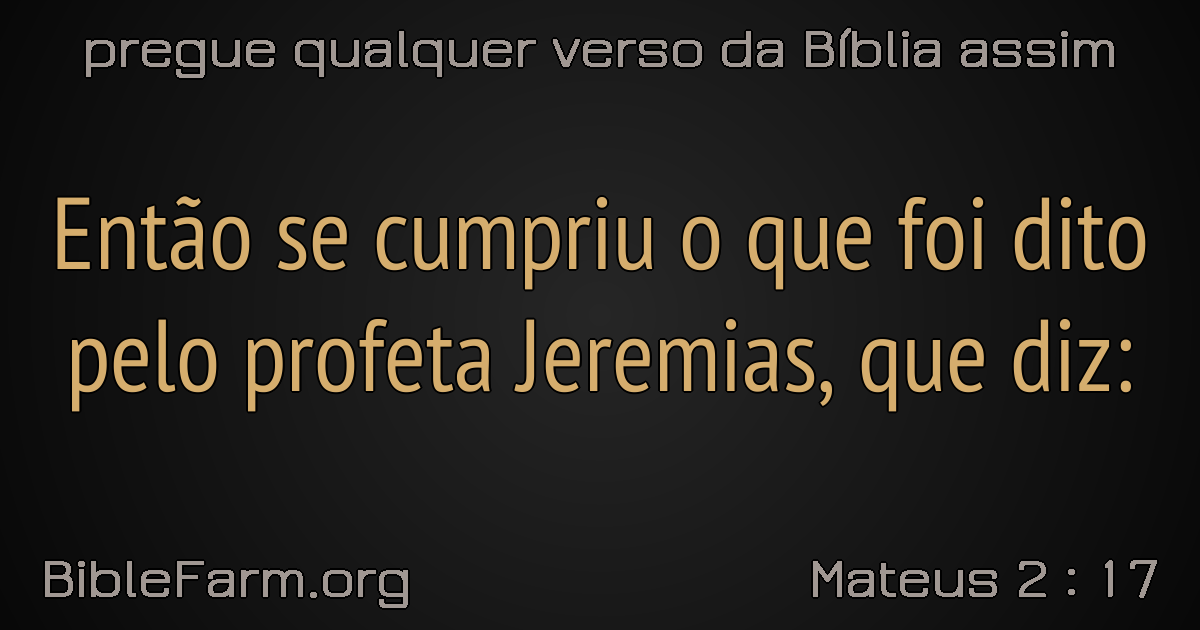 pregue qualquer verso da Bíblia assim
Então se cumpriu o que foi dito
pelo profeta Jeremias, que diz:
BibleFarm.org
Mateus 2 : 17